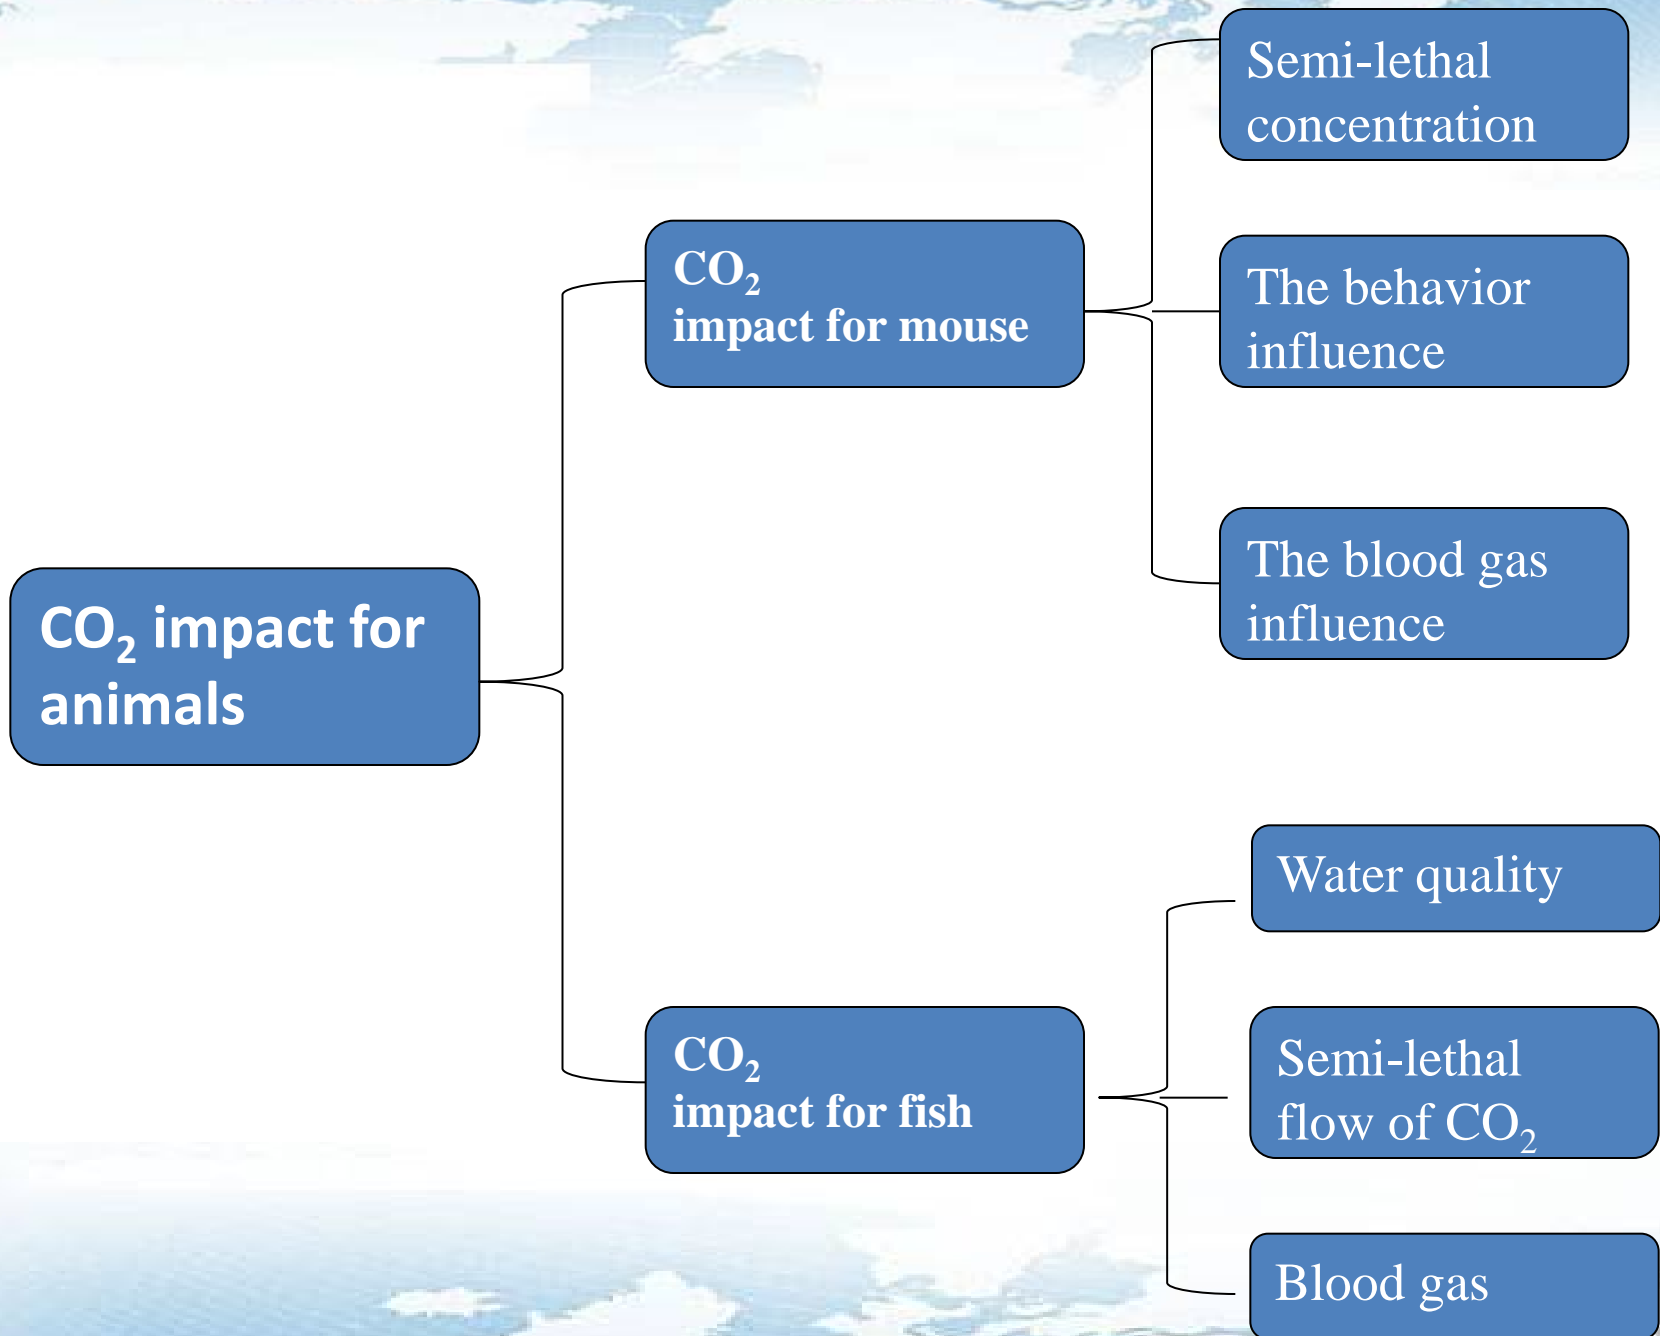 CO₂ impact for
animals
CO₂
impact for mouse
Semi-lethal
concentration
The behavior
influence
The blood gas
influence
CO₂
impact for fish
Water quality
Semi-lethal
flow of CO₂
Blood gas